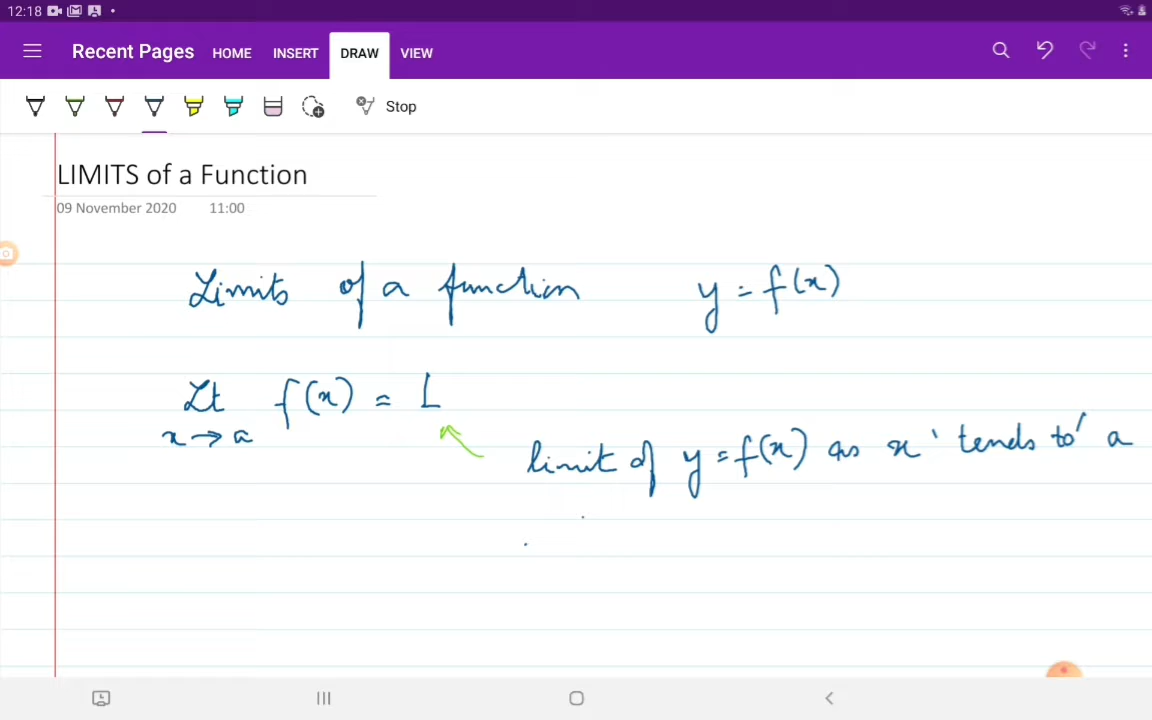 12:18
Recent Pages HOME INSERT DRAW VIEW
Stop
LIMITS of a Function
09 November 2020 11:00
Limits of a function y = f(x)
Lt f(x) = L
x → a
limit of y = f(x) as x 'tends to' a